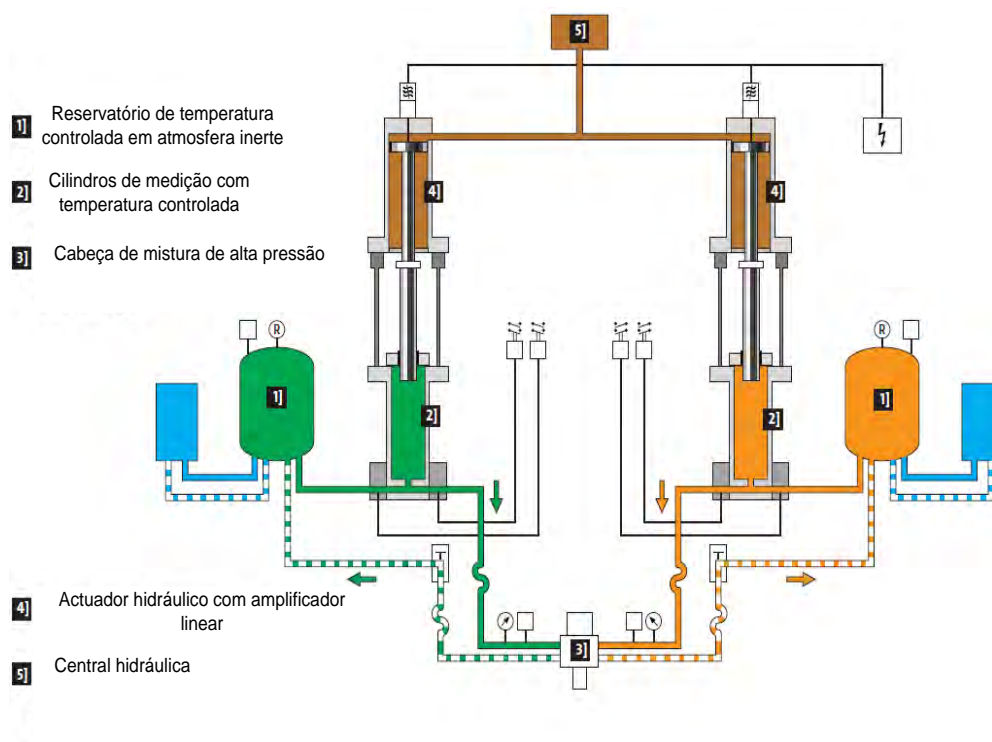 5]
1] Reservatório de temperatura
controlada em atmosfera inerte
2] Cilindros de medição com
temperatura controlada
4]
4]
3] Cabeça de mistura de alta pressão
R
R
1]
1]
2]
2]
T
T
4] Actuador hidráulico com amplificador
linear
3]
5] Central hidráulica